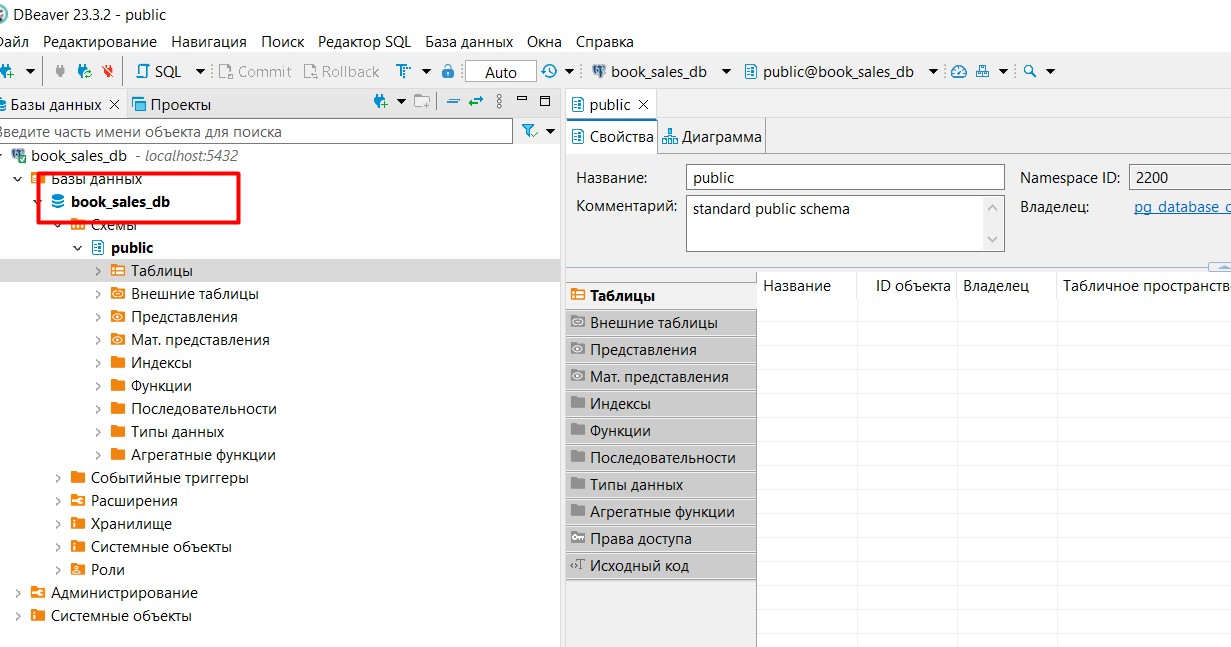 DBeaver 23.3.2 - public
Файл Редактирование Навигация Поиск Редактор SQL База данных Окна Справка
SQL Commit Rollback Auto book_sales_db public@book_sales_db
Базы данных Проекты
Введите часть имени объекта для поиска
book_sales_db - localhost:5432
Базы данных
book_sales_db
Схемы
public
Таблицы
Внешние таблицы
Представления
Мат. представления
Индексы
Функции
Последовательности
Типы данных
Агрегатные функции
Событийные триггеры
Расширения
Хранилище
Системные объекты
Роли
Администрирование
Системные объекты
public
Свойства Диаграмма
Название: public Namespace ID: 2200
Комментарий: standard public schema Владелец: pg_database_
Таблицы
Внешние таблицы
Представления
Мат. представления
Индексы
Функции
Последовательности
Типы данных
Агрегатные функции
Права доступа
Исходный код
Название ID объекта Владелец Табличное пространств